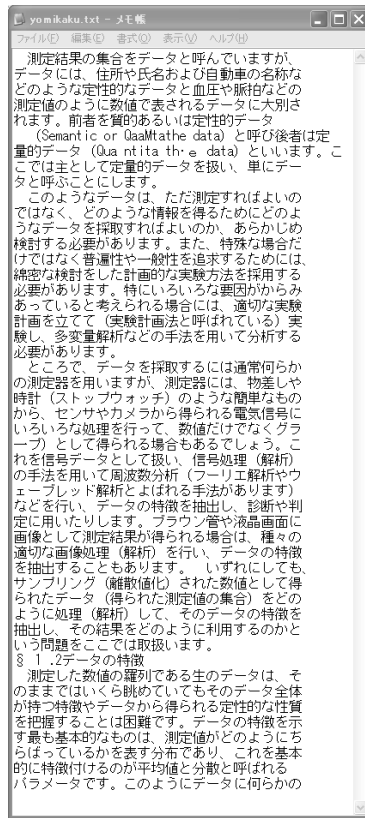 yomikaku.txt - メモ帳
ファイル(F) 編集(E) 書式(O) 表示(V) ヘルプ(H)
測定結果の集合をデータと呼んでいますが、
データには、住所や氏名および自動車の名称な
どのような定性的なデータと血圧や脈拍などの
測定値のように数値で表されるデータに大別さ
れます。前者を質的あるいは定性的データ
(Semantic or QaaMtathe data) と呼び後者は定
量的データ (Qua ntita th·e data) といいます。こ
こでは主として定量的データを扱い、単にデー
タと呼ぶことにします。
このようなデータは、ただ測定すればよいの
ではなく、どのような情報を得るためにどのよ
うなデータを採取すればよいのか、あらかじめ
検討する必要があります。また、特殊な場合だ
けではなく普遍性や一般性を追求するためには、
綿密な検討をした計画的な実験方法を採用する
必要があります。特にいろいろな要因がからみ
あっていると考えられる場合には、適切な実験
計画を立てて（実験計画法と呼ばれている）実
験し、多変量解析などの手法を用いて分析する
必要があります。
ところで、データを採取するには通常何らか
の測定器を用いますが、測定器には、物差しや
時計（ストップウォッチ）のような簡単なもの
から、センサやカメラから得られる電気信号に
いろいろな処理を行って、数値だけでなくグラ
ープ）として得られる場合もあるでしょう。こ
れを信号データとして扱い、信号処理（解析）
の手法を用いて周波数分析（フーリエ解析やウ
ェーブレッド解析とよばれる手法があります）
などを行い、データの特徴を抽出し、診断や判
定に用いたりします。ブラウン管や液晶画面に
画像として測定結果が得られる場合は、種々の
適切な画像処理（解析）を行い、データの特徴
を抽出することもあります。 いずれにしても、
サンプリング（離散値化）された数値として得
られたデータ（得られた測定値の集合）をどの
ように処理（解析）して、そのデータの特徴を
抽出し、その結果をどのように利用するのかと
いう問題をここでは取扱います。
§ 1 .2データの特徴
測定した数値の羅列である生のデータは、そ
のままではいくら眺めていてもそのデータ全体
が持つ特徴やデータから得られる定性的な性質
を把握することは困難です。データの特徴を示
す最も基本的なものは、測定値がどのようにち
らばっているかを表す分布であり、これを基本
的に特徴付けるのが平均値と分散と呼ばれる
パラメータです。このようにデータに何らかの